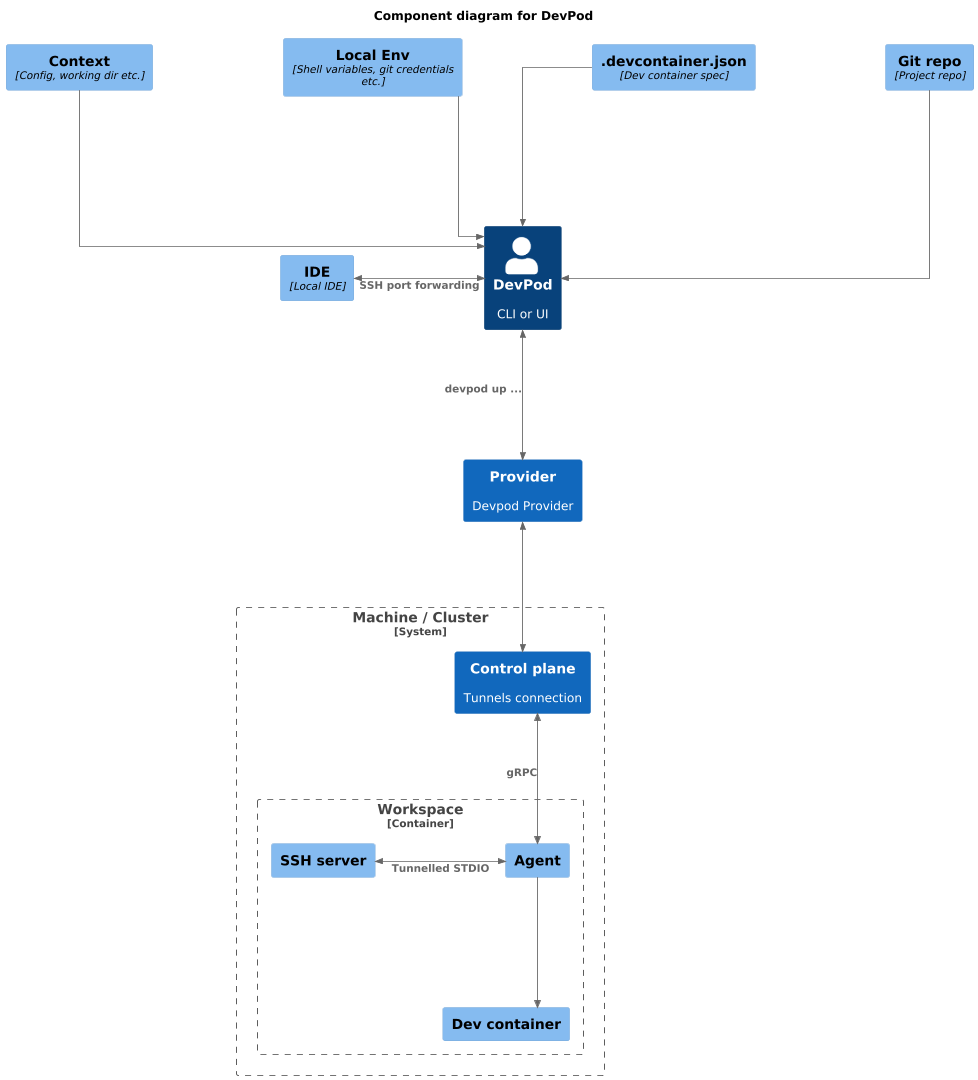 Component diagram for DevPod
Context
[Config, working dir etc.]
Local Env
[Shell variables, git credentials
etc.]
.devcontainer.json
[Dev container spec]
Git repo
[Project repo]
IDE
[Local IDE]
SSH port forwarding
DevPod
CLI or UI
devpod up ...
Provider
Devpod Provider
Machine / Cluster
[System]
Control plane
Tunnels connection
gRPC
Workspace
[Container]
SSH server
Tunnelled STDIO
Agent
Dev container